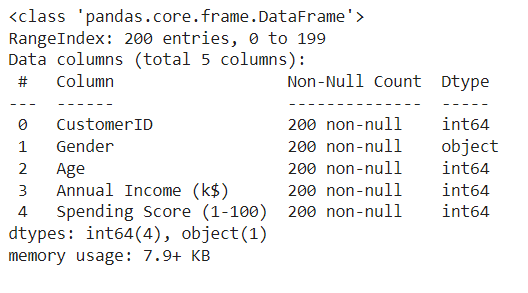 <class 'pandas.core.frame.DataFrame'>
RangeIndex: 200 entries, 0 to 199
Data columns (total 5 columns):
 #   Column                  Non-Null Count  Dtype
---  ------                  --------------  -----
 0   CustomerID              200 non-null    int64
 1   Gender                  200 non-null    object
 2   Age                     200 non-null    int64
 3   Annual Income (k$)      200 non-null    int64
 4   Spending Score (1-100)  200 non-null    int64
dtypes: int64(4), object(1)
memory usage: 7.9+ KB